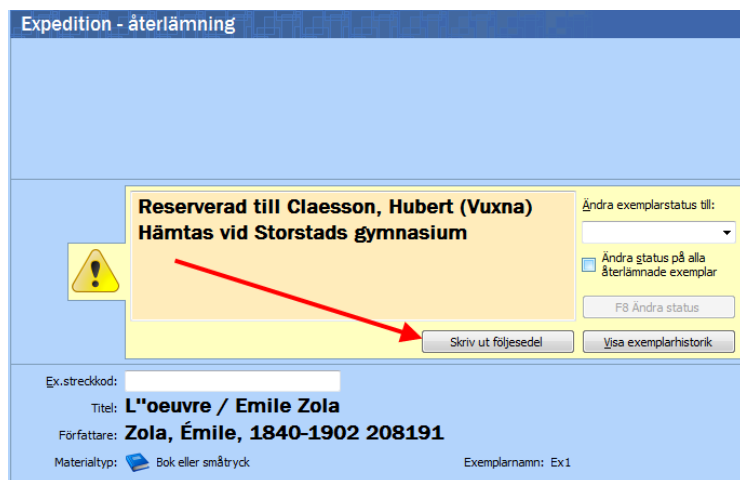 Expedition - återlämning
Reserverad till Claesson, Hubert (Vuxna)
Hämtas vid Storstads gymnasium
Ändra exemplarstatus till:
Ändra status på alla
återlämnade exemplar
F8 Ändra status
Skriv ut följesedel
Visa exemplarhistorik
Ex.streckkod:
Titel: L"oeuvre / Emile Zola
Författare: Zola, Émile, 1840-1902 208191
Materialtyp: Bok eller småtryck Exemplarnamn: Ex1